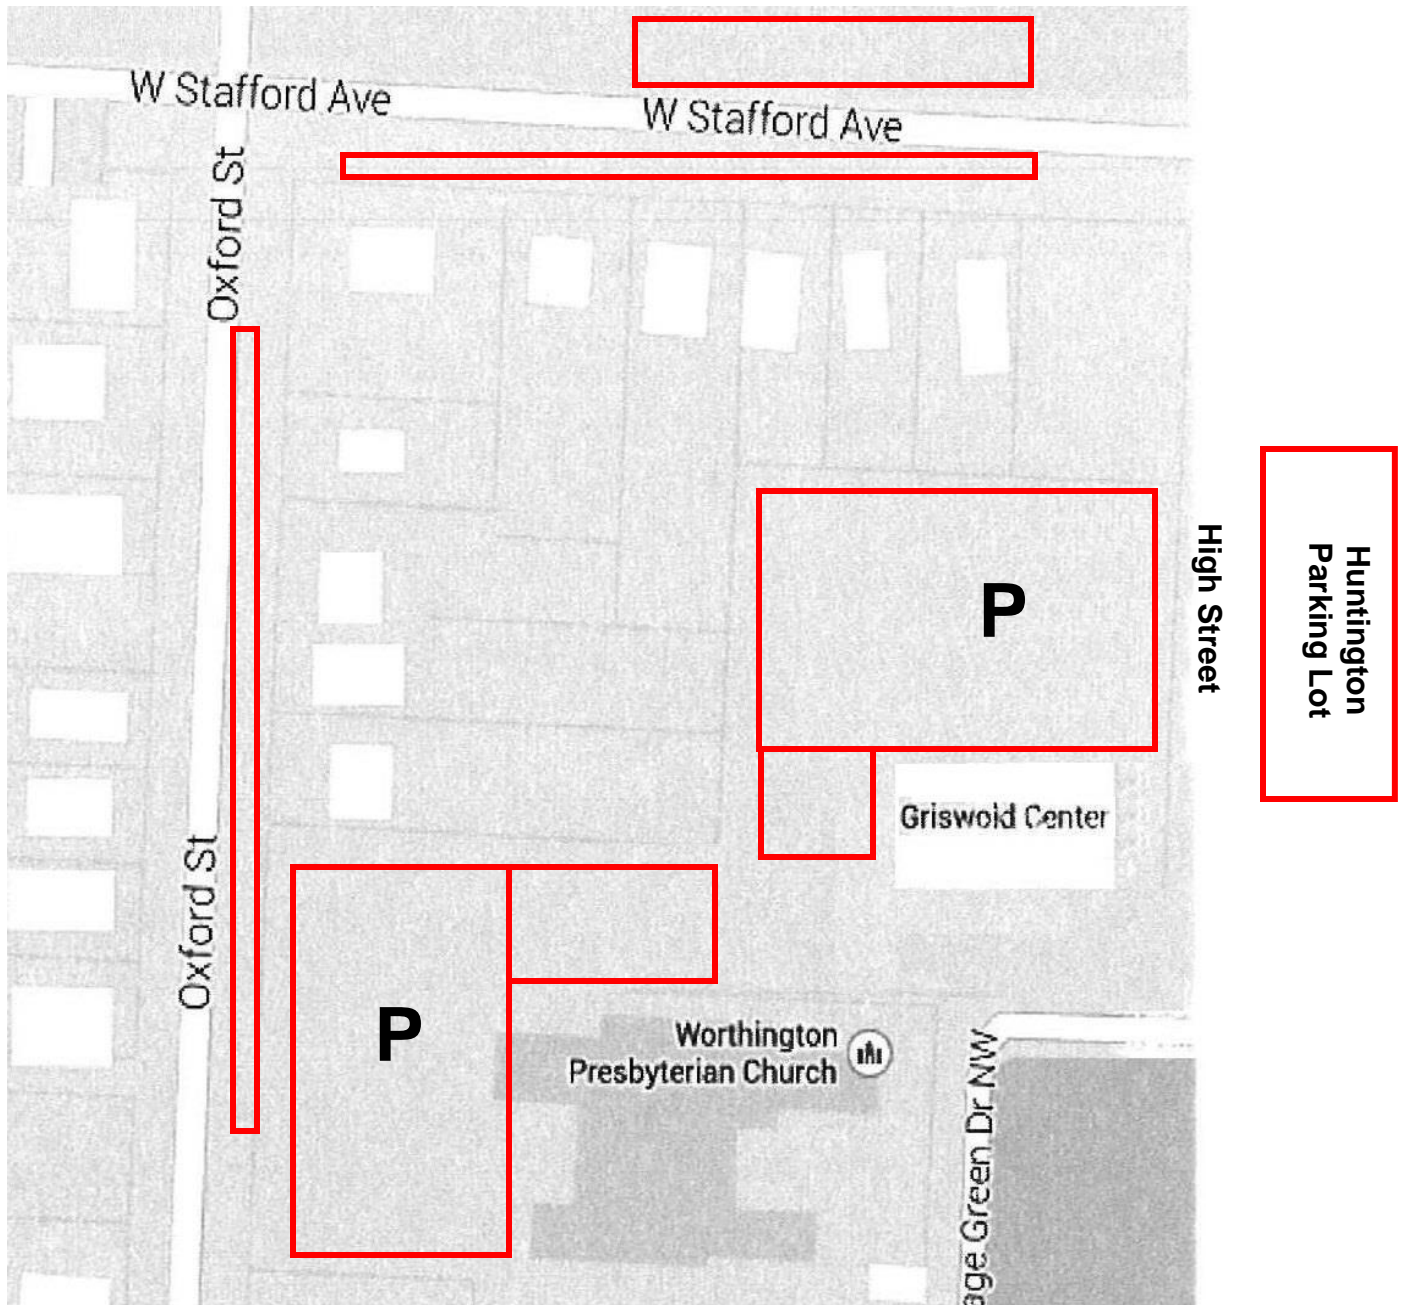 W Stafford Ave
W Stafford Ave
Oxford St
High Street
Huntington
Parking Lot
P
Griswold Center
Oxford St
P
Worthington
Presbyterian Church
age Green Dr NW